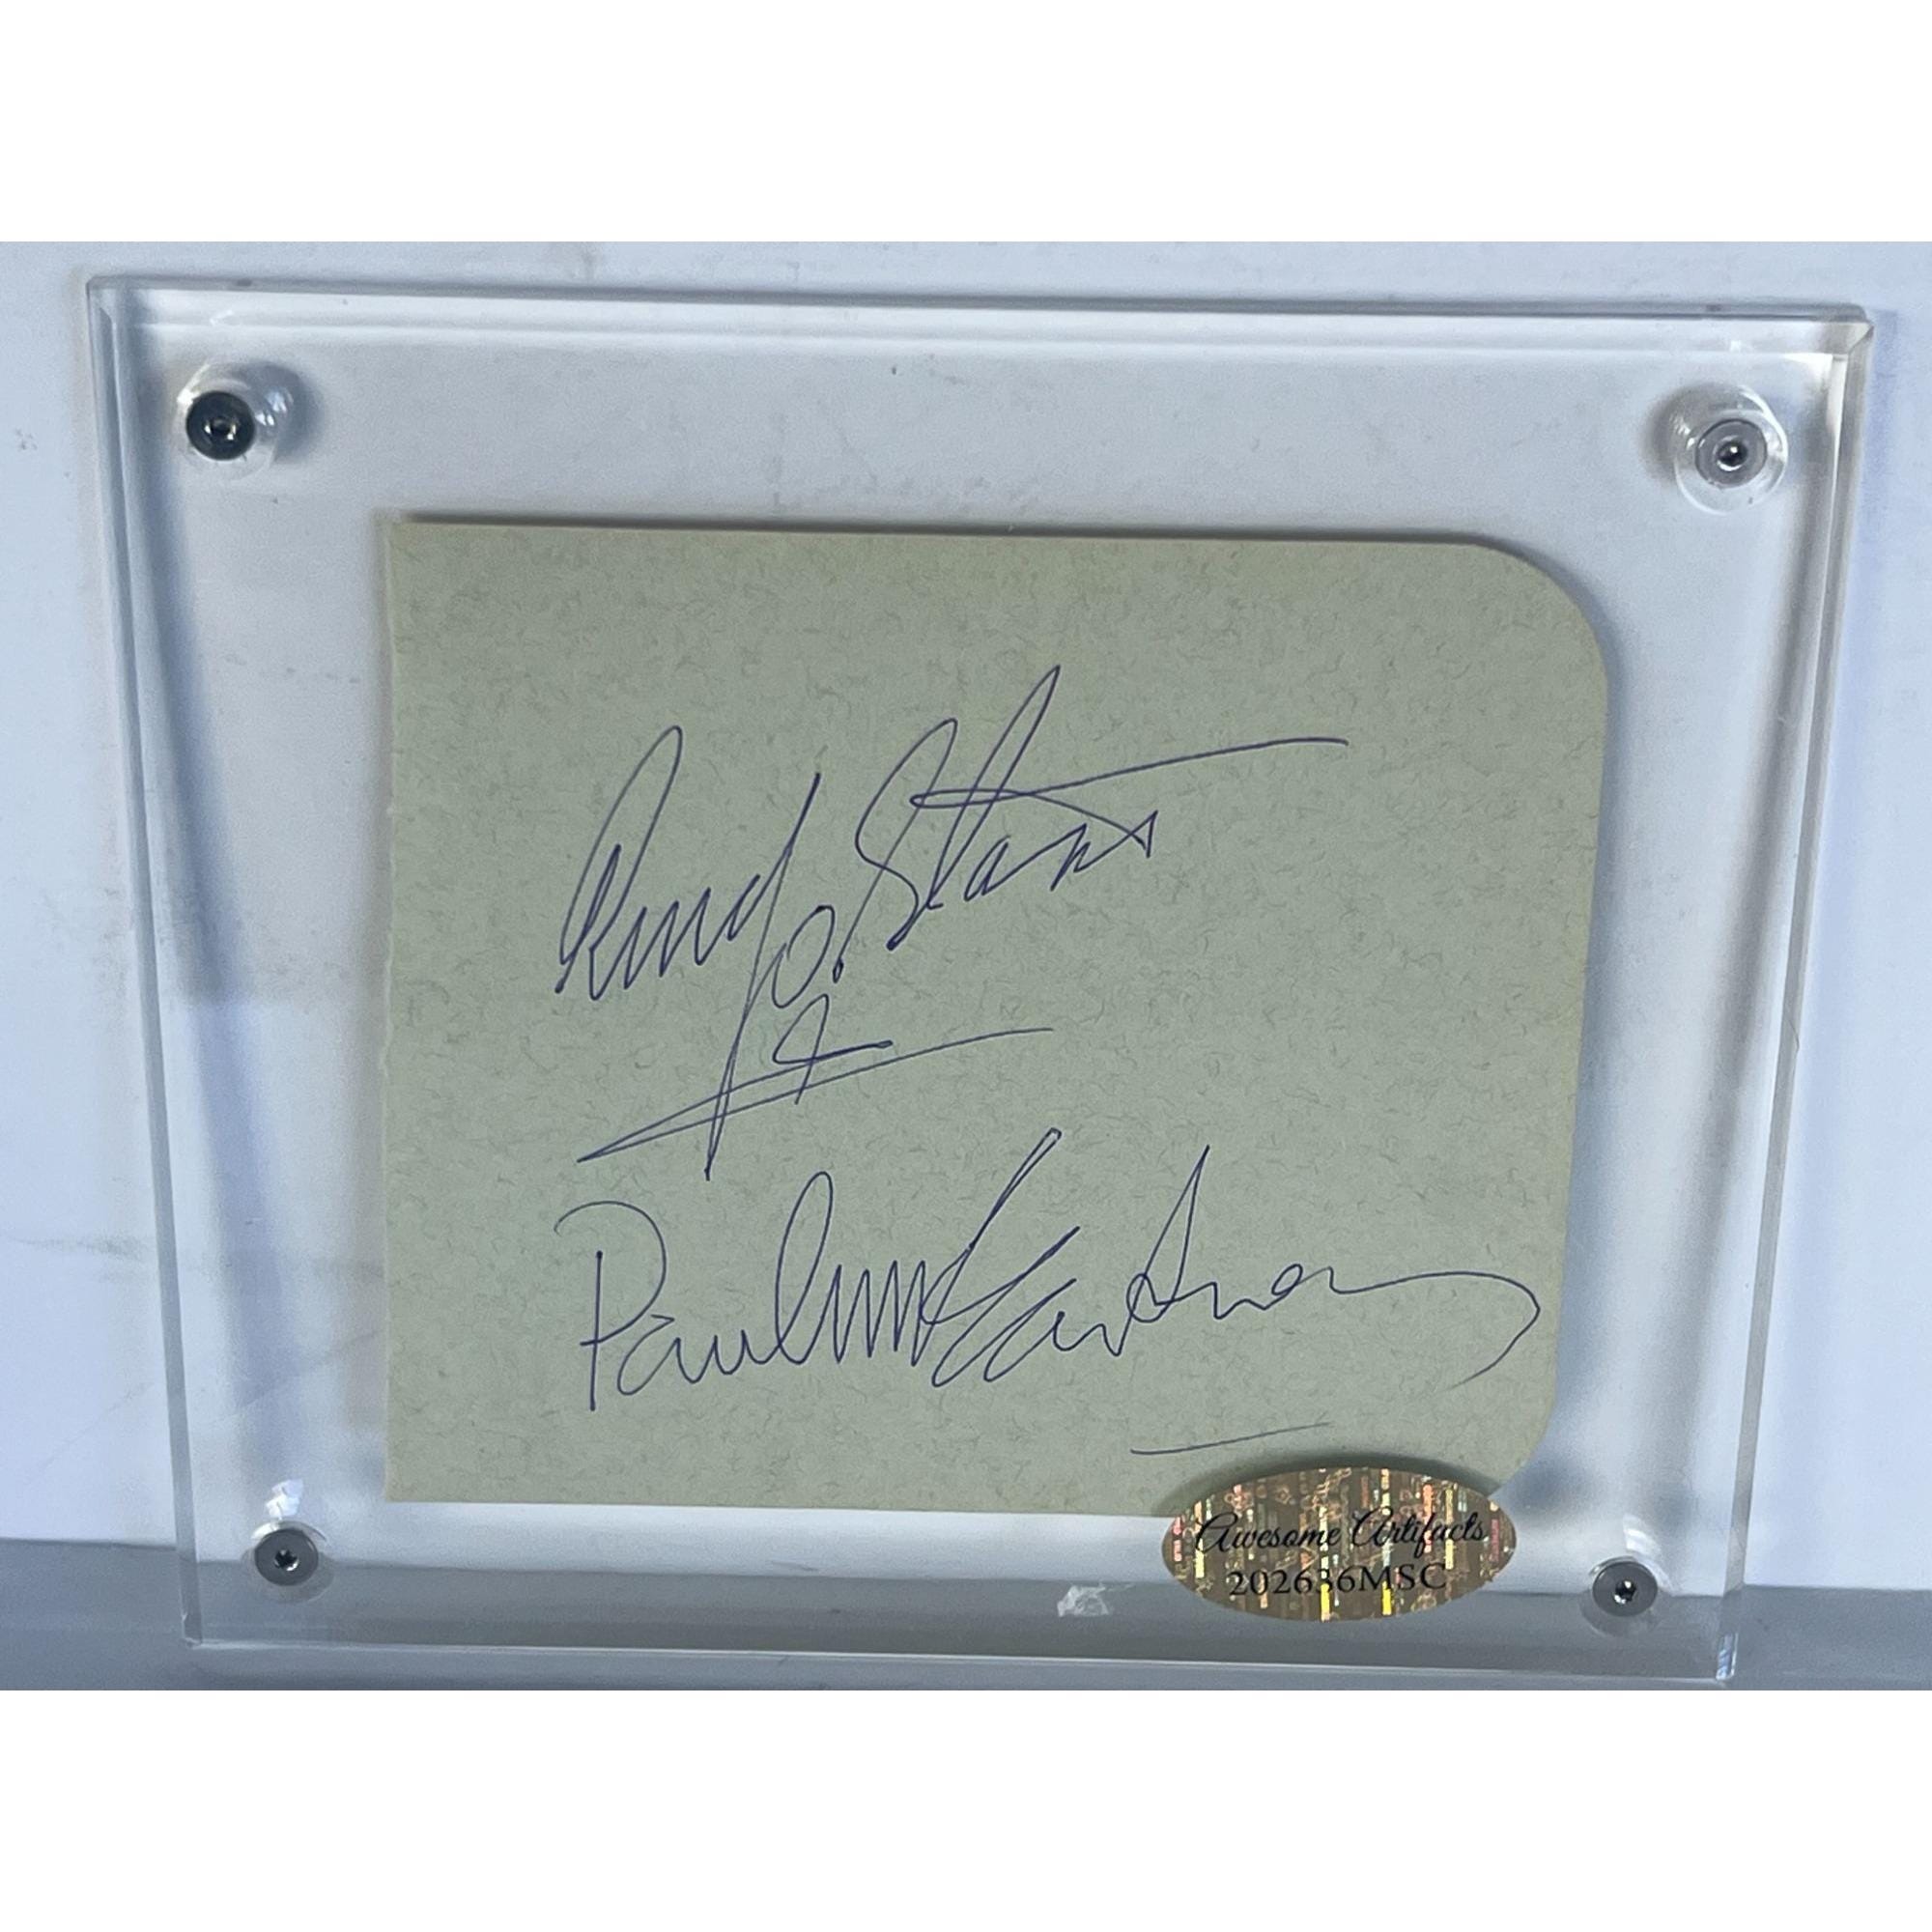 Ringo Starr
Paul McCartney
Awesome Artifacts
202636MSC